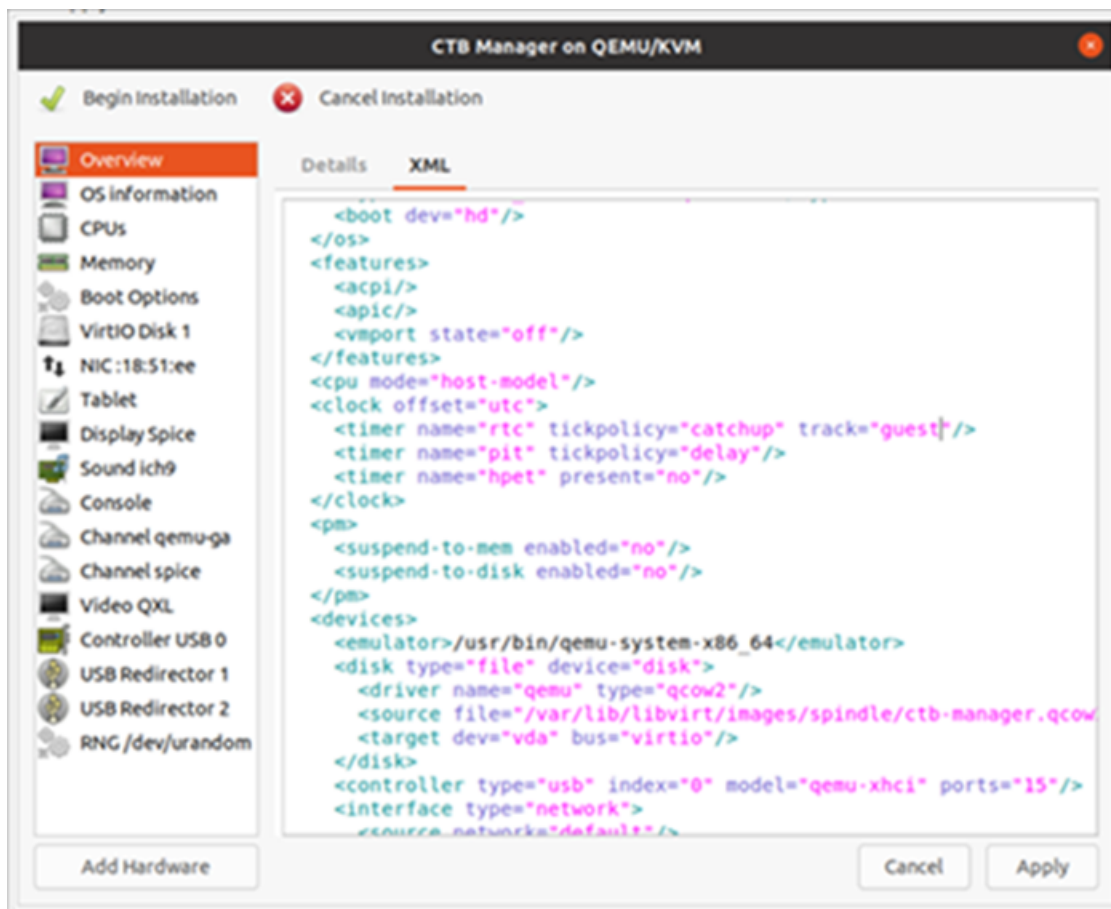 CTB Manager on QEMU/KVM
Begin Installation
Cancel Installation
Overview
OS information
CPUs
Memory
Boot Options
VirtIO Disk 1
NIC :18:51:ee
Tablet
Display Spice
Sound ich9
Console
Channel qemu-ga
Channel spice
Video QXL
Controller USB 0
USB Redirector 1
USB Redirector 2
RNG /dev/urandom
Add Hardware
Details
XML
<boot dev="hd"/>
</os>
<features>
<acpi/>
<apic/>
<vmport state="off"/>
</features>
<cpu mode="host-model"/>
<clock offset="utc">
<timer name="rtc" tickpolicy="catchup" track="guest"/>
<timer name="pit" tickpolicy="delay"/>
<timer name="hpet" present="no"/>
</clock>
<pm>
<suspend-to-mem enabled="no"/>
<suspend-to-disk enabled="no"/>
</pm>
<devices>
<emulator>/usr/bin/qemu-system-x86_64</emulator>
<disk type="file" device="disk">
<driver name="qemu" type="qcow2"/>
<source file="/var/lib/libvirt/images/spindle/ctb-manager.qcow
<target dev="vda" bus="virtio"/>
</disk>
<controller type="usb" index="0" model="qemu-xhci" ports="15"/>
<interface type="network">
<source network="default"/>
Cancel
Apply